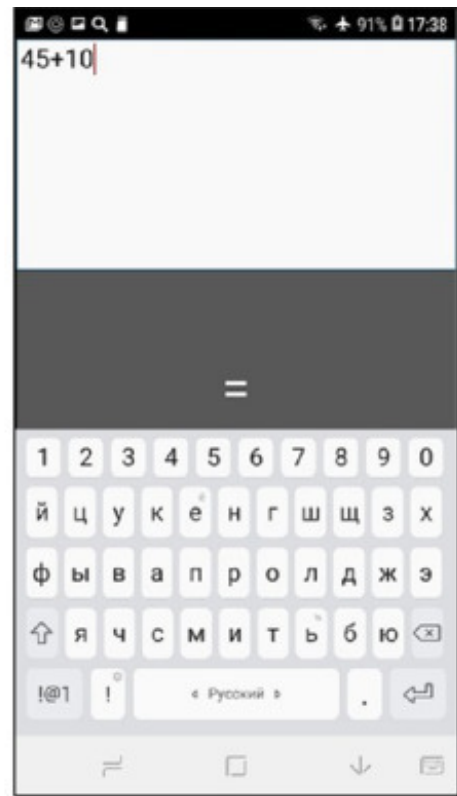 91% 17:38
45+10
=
1 2 3 4 5 6 7 8 9 0
й ц у к е н г ш щ з х
ф ы в а п р о л д ж э
я ч с м и т ь б ю
!@1 ! Русский .